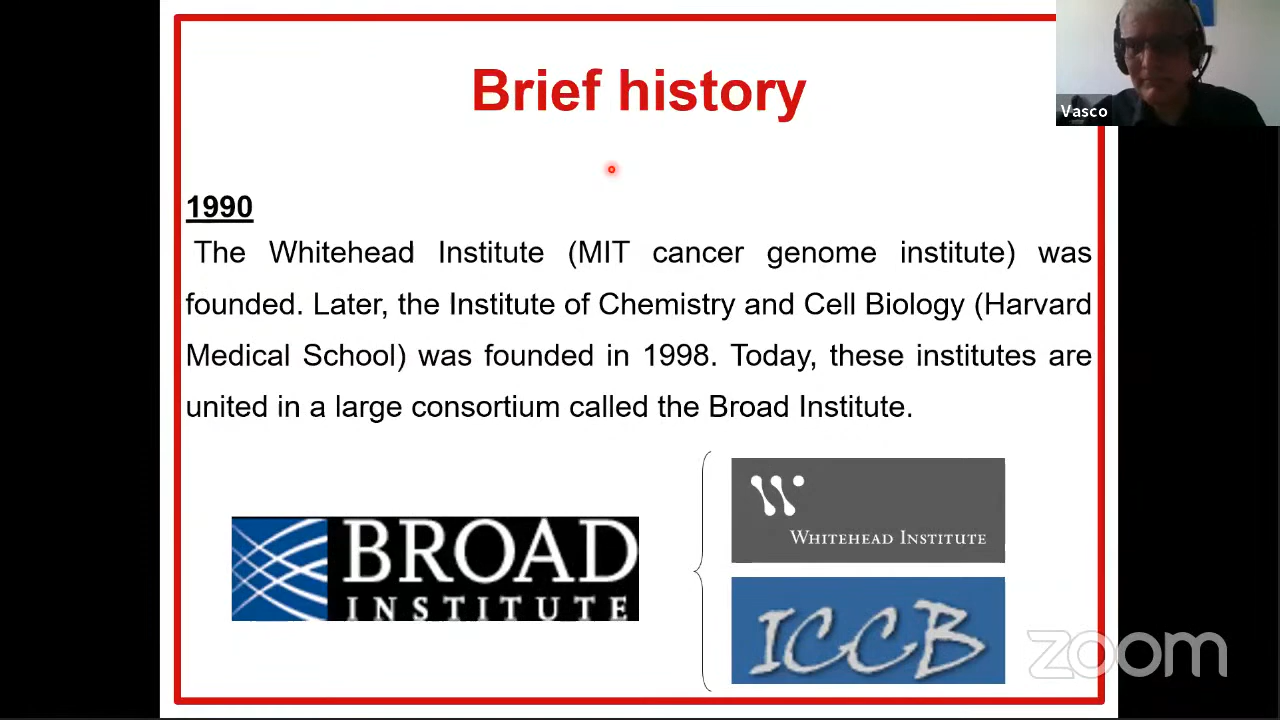 Brief history
Vasco
1990
The Whitehead Institute (MIT cancer genome institute) was
founded. Later, the Institute of Chemistry and Cell Biology (Harvard
Medical School) was founded in 1998. Today, these institutes are
united in a large consortium called the Broad Institute.
BROAD
INSTITUTE
W
WHITEHEAD INSTITUTE
ICCB
zoom